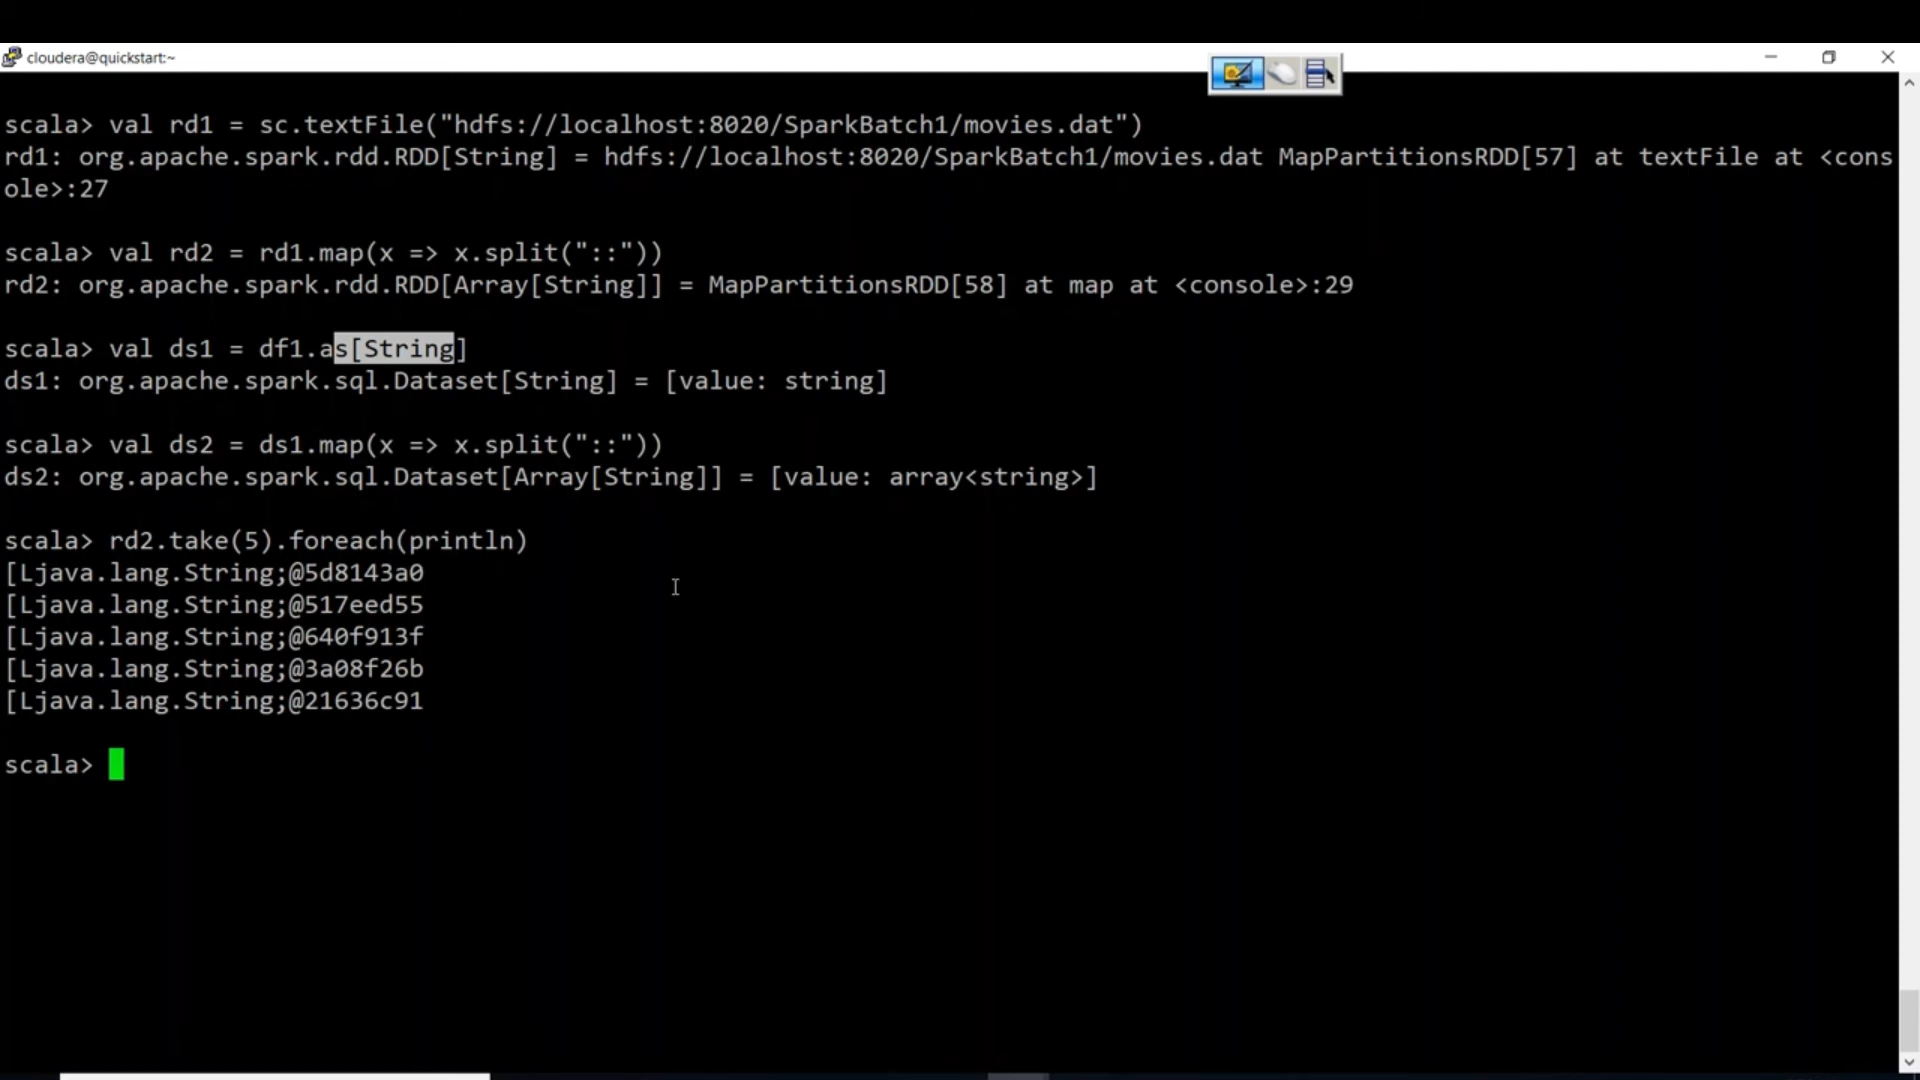 cloudera@quickstart:~
scala> val rd1 = sc.textFile("hdfs://localhost:8020/SparkBatch1/movies.dat")
rd1: org.apache.spark.rdd.RDD[String] = hdfs://localhost:8020/SparkBatch1/movies.dat MapPartitionsRDD[57] at textFile at <cons
ole>:27
scala> val rd2 = rd1.map(x => x.split("::"))
rd2: org.apache.spark.rdd.RDD[Array[String]] = MapPartitionsRDD[58] at map at <console>:29
scala> val ds1 = df1.as[String]
ds1: org.apache.spark.sql.Dataset[String] = [value: string]
scala> val ds2 = ds1.map(x => x.split("::"))
ds2: org.apache.spark.sql.Dataset[Array[String]] = [value: array<string>]
scala> rd2.take(5).foreach(println)
[Ljava.lang.String;@5d8143a0
[Ljava.lang.String;@517eed55
[Ljava.lang.String;@640f913f
[Ljava.lang.String;@3a08f26b
[Ljava.lang.String;@21636c91
scala>